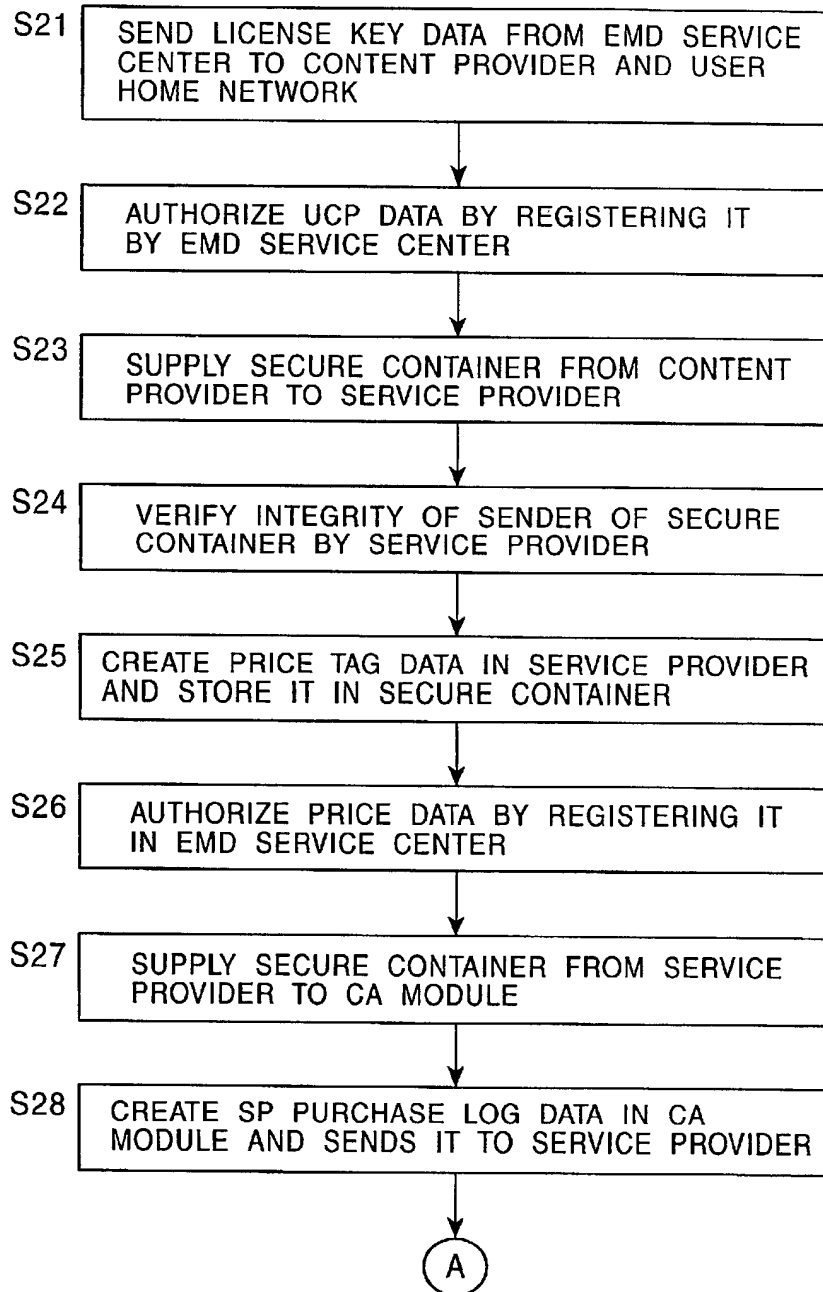 S21
SEND LICENSE KEY DATA FROM EMD SERVICE
CENTER TO CONTENT PROVIDER AND USER
HOME NETWORK
S22
AUTHORIZE UCP DATA BY REGISTERING IT
BY EMD SERVICE CENTER
S23
SUPPLY SECURE CONTAINER FROM CONTENT
PROVIDER TO SERVICE PROVIDER
S24
VERIFY INTEGRITY OF SENDER OF SECURE
CONTAINER BY SERVICE PROVIDER
S25
CREATE PRICE TAG DATA IN SERVICE PROVIDER
AND STORE IT IN SECURE CONTAINER
S26
AUTHORIZE PRICE DATA BY REGISTERING IT
IN EMD SERVICE CENTER
S27
SUPPLY SECURE CONTAINER FROM SERVICE
PROVIDER TO CA MODULE
S28
CREATE SP PURCHASE LOG DATA IN CA
MODULE AND SENDS IT TO SERVICE PROVIDER
A